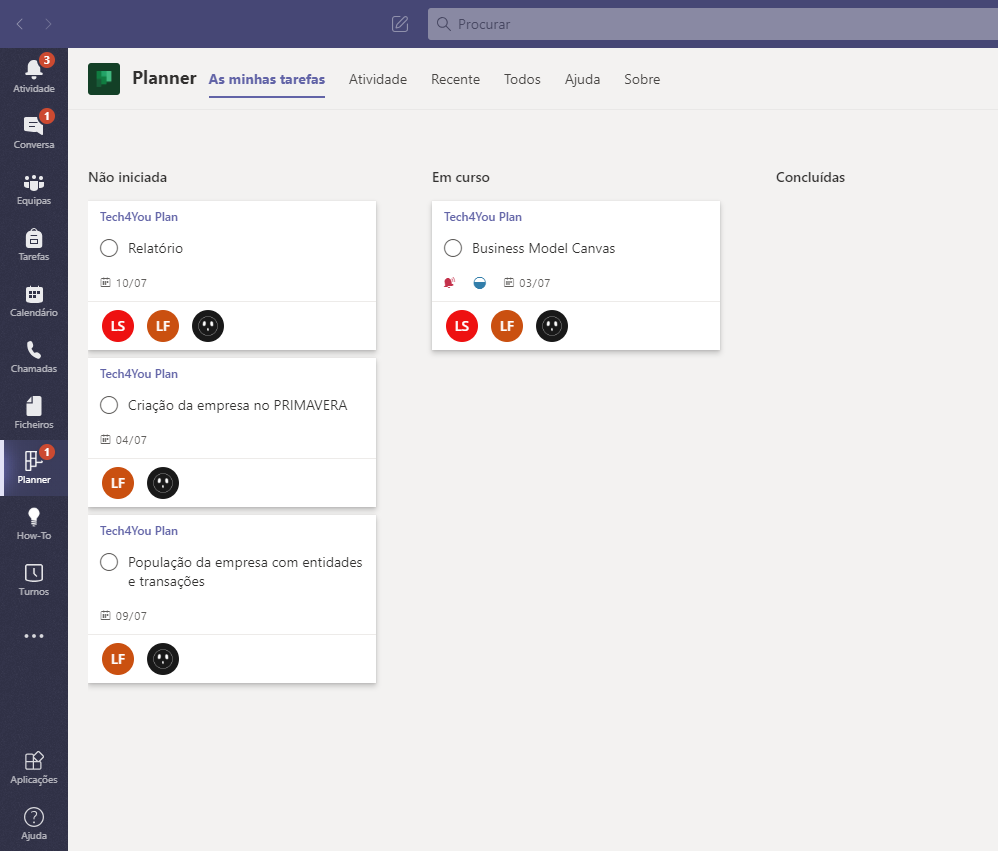 Procurar
3
Atividade
1
Conversa
Equipas
Tarefas
Calendário
Chamadas
Ficheiros
1
Planner
How-To
Turnos
Aplicações
Ajuda
Planner As minhas tarefas Atividade Recente Todos Ajuda Sobre
Não iniciada
Tech4You Plan
Relatório
10/07
LS LF
Tech4You Plan
Criação da empresa no PRIMAVERA
04/07
LF
Tech4You Plan
População da empresa com entidades
e transações
09/07
LF
Em curso
Tech4You Plan
Business Model Canvas
03/07
LS LF
Concluídas